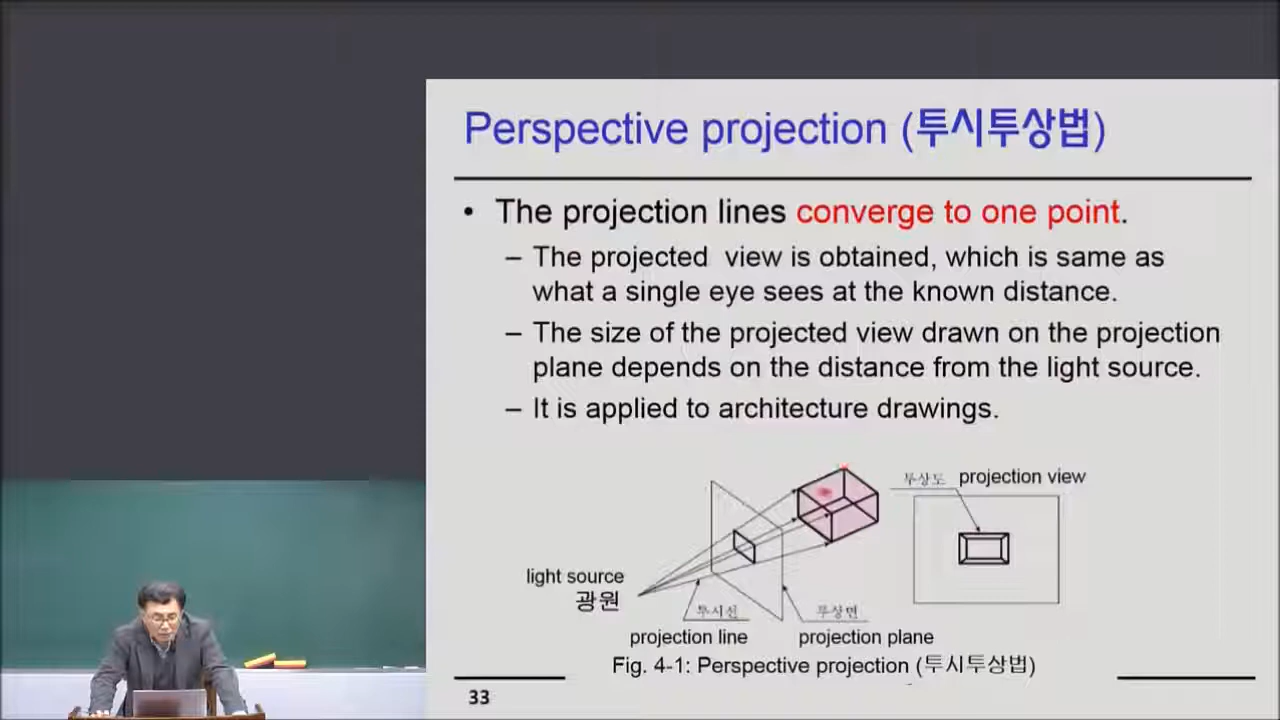 Perspective projection (투시투상법)
• The projection lines converge to one point.
– The projected view is obtained, which is same as
what a single eye sees at the known distance.
– The size of the projected view drawn on the projection
plane depends on the distance from the light source.
– It is applied to architecture drawings.
투상도 projection view
light source
광원
투시선
투상면
projection line
projection plane
Fig. 4-1: Perspective projection (투시투상법)
33